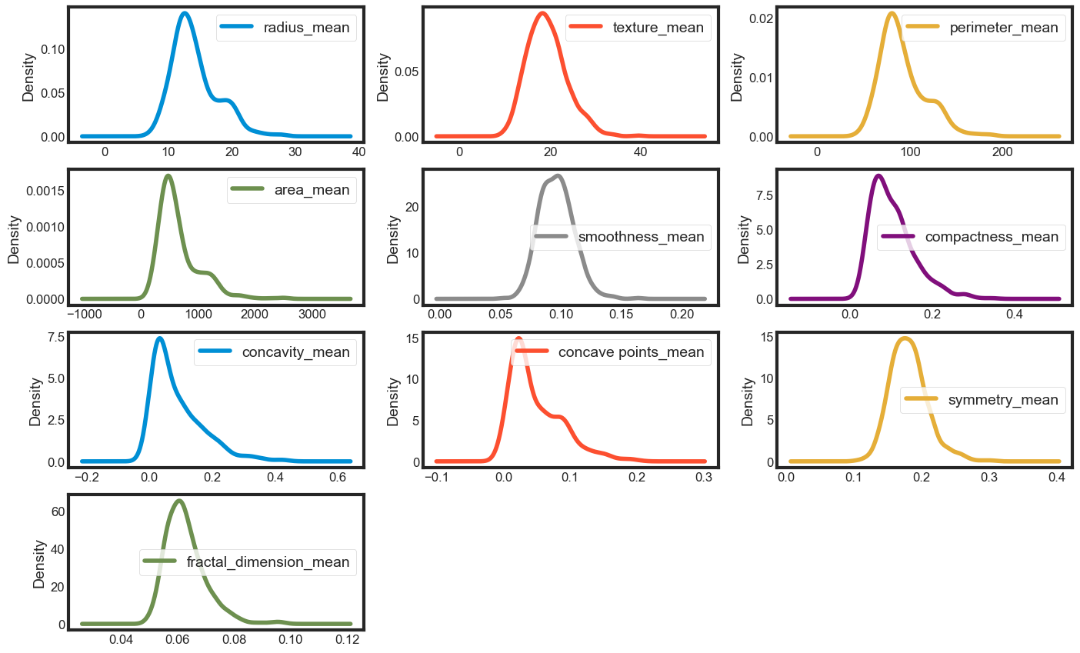 radius_mean
Density
0.10
0.05
0.00
0 10 20 30 40
texture_mean
Density
0.05
0.00
0 20 40
perimeter_mean
Density
0.02
0.01
0.00
0 100 200
area_mean
Density
0.0015
0.0010
0.0005
0.0000
−1000 0 1000 2000 3000
smoothness_mean
Density
20
10
0
0.00 0.05 0.10 0.15 0.20
compactness_mean
Density
7.5
5.0
2.5
0.0
0.0 0.2 0.4
concavity_mean
Density
7.5
5.0
2.5
0.0
−0.2 0.0 0.2 0.4 0.6
concave points_mean
Density
15
10
5
0
−0.1 0.0 0.1 0.2 0.3
symmetry_mean
Density
15
10
5
0
0.0 0.1 0.2 0.3 0.4
fractal_dimension_mean
Density
60
40
20
0
0.04 0.06 0.08 0.10 0.12